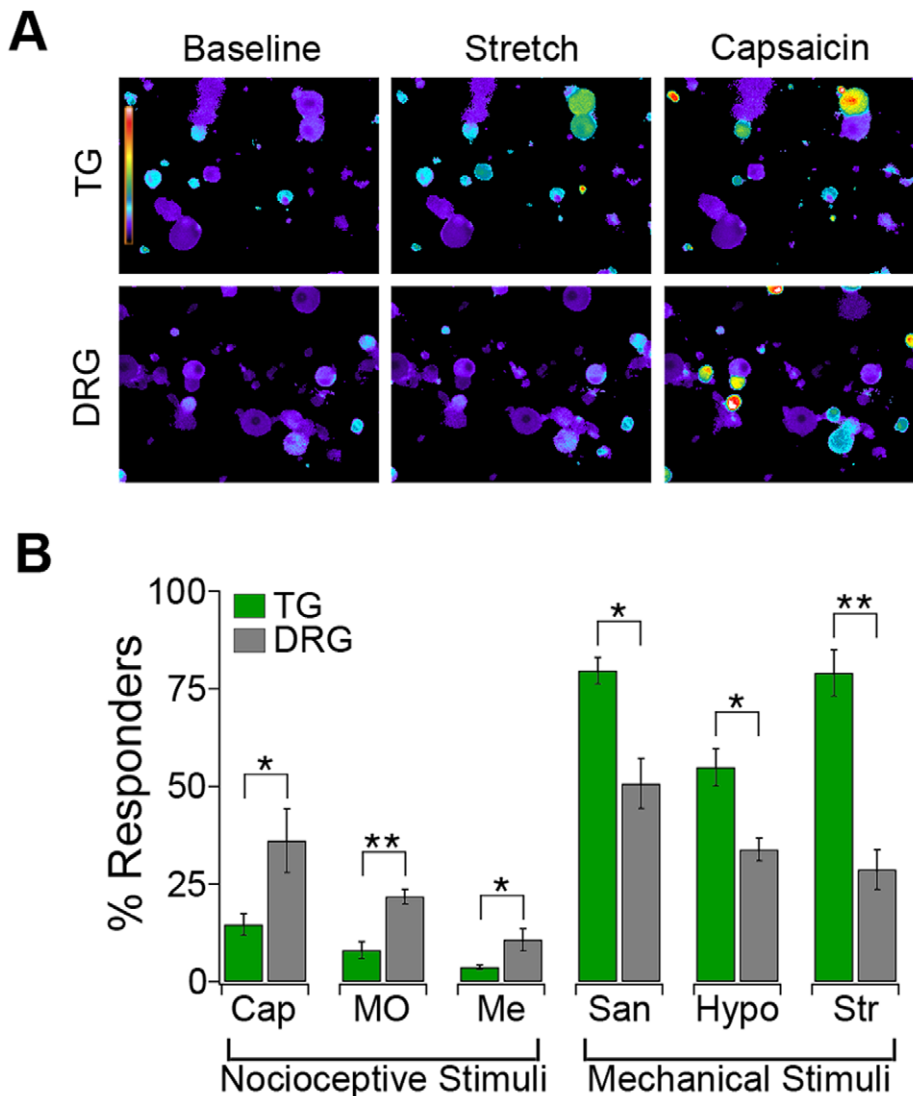 A
Baseline Stretch Capsaicin
TG
DRG
B
100
TG
DRG
* **
75
*
50
*
**
25
*
0
% Responders
Cap MO Me San Hypo Str
Nocioceptive Stimuli Mechanical Stimuli